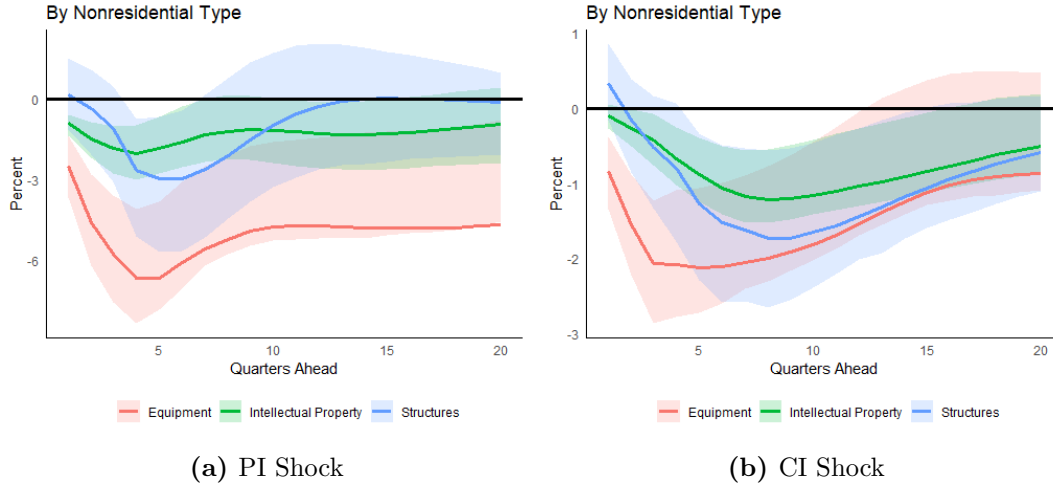 By Nonresidential Type
0
-3
-6
Percent
5
10
15
20
Quarters Ahead
Equipment
Intellectual Property
Structures
(a) PI Shock
By Nonresidential Type
1
0
-1
-2
-3
Percent
5
10
15
20
Quarters Ahead
Equipment
Intellectual Property
Structures
(b) CI Shock